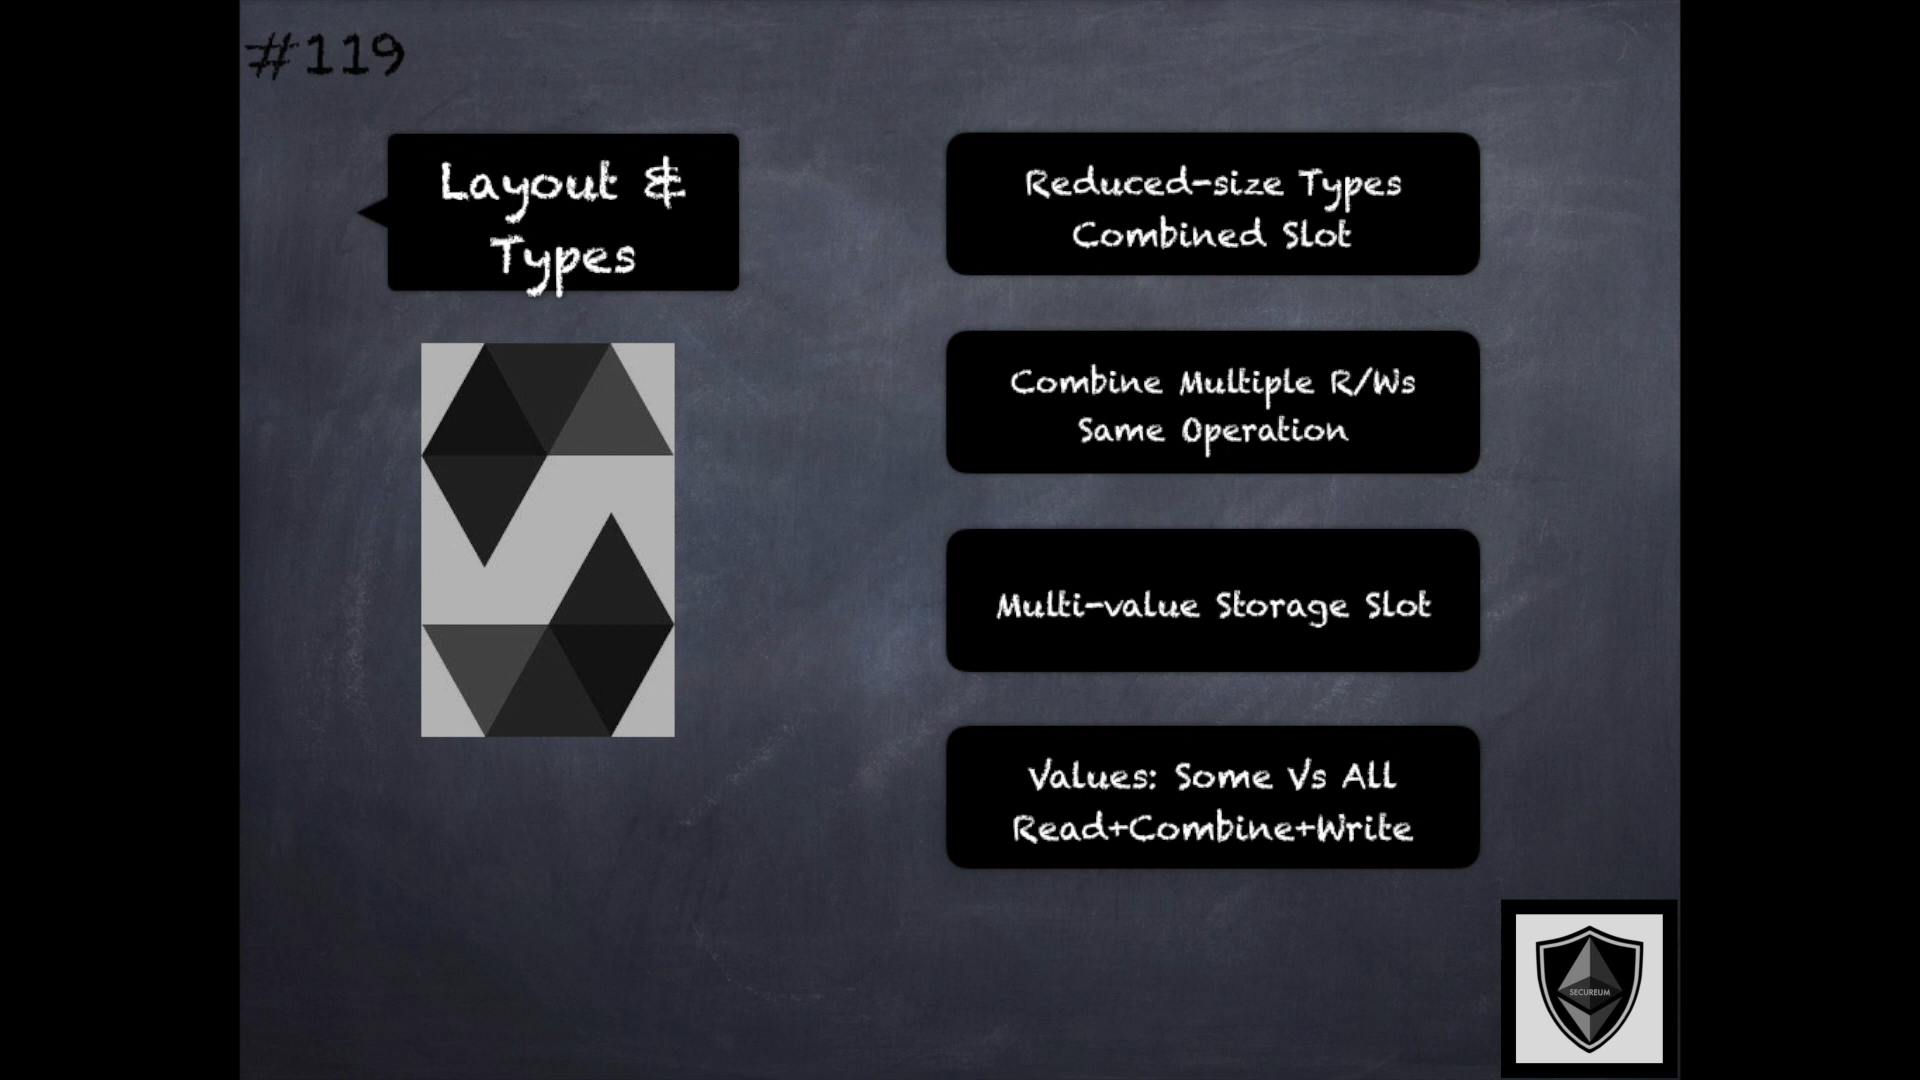 #119
Layout &
Types
Reduced-size Types
Combined Slot
Combine Multiple R/Ws
Same Operation
Multi-value Storage Slot
Values: Some Vs All
Read+Combine+Write
SECUREUM